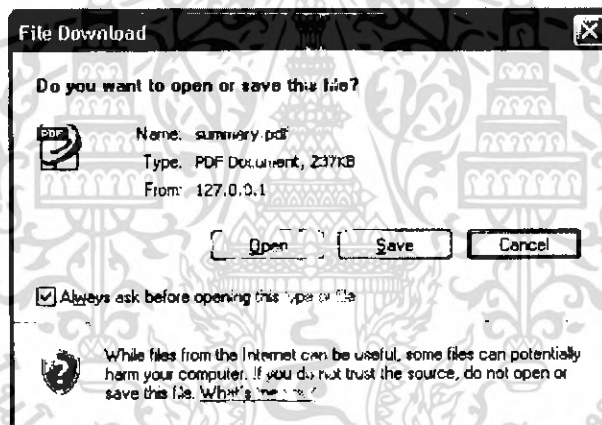 File Download
Do you want to open or save this file?
PDF
Name: summary.pdf
Type: PDF Document, 237KB
From: 127.0.0.1
Open Save Cancel
Always ask before opening this type of file
While files from the Internet can be useful, some files can potentially
harm your computer. If you do not trust the source, do not open or
save this file. What's the